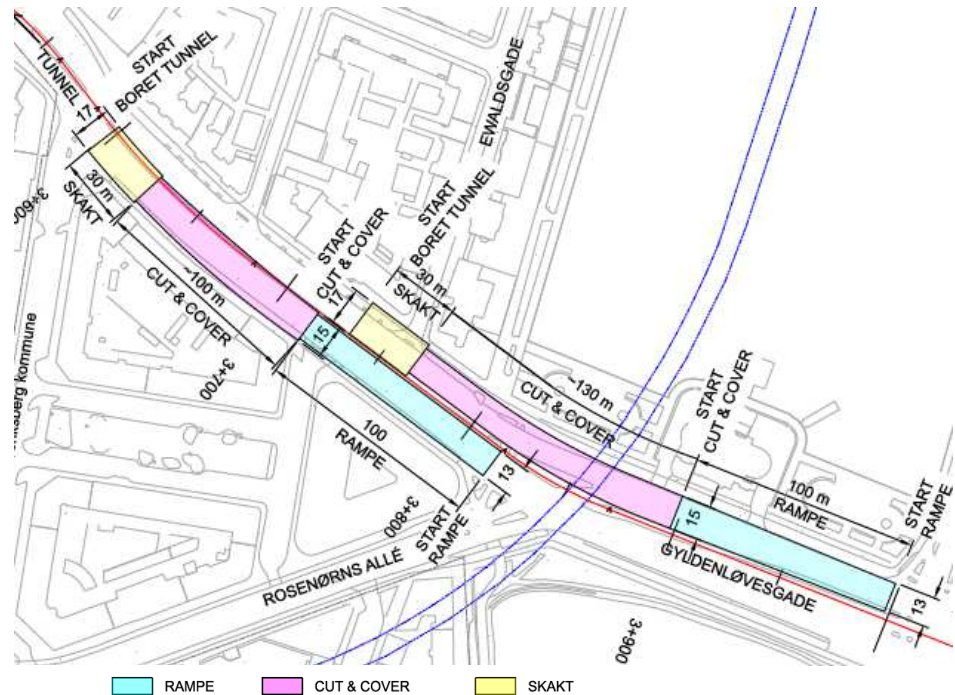 TUNNEL
START
BORET TUNNEL
17
30 m
SKAKT
~100 m
CUT & COVER
START
CUT & COVER
17
15
EWALDSGADE
START
BORET TUNNEL
30 m
SKAKT
~130 m
CUT & COVER
START
CUT & COVER
3+700
100
RAMPE
13
3+800
START
RAMPE
ROSENØRNS ALLÉ
15
100 m
RAMPE
START
RAMPE
GYLDENLØVESGADE
13
3+900
RAMPE
CUT & COVER
SKAKT
3+600
iksberg kommune